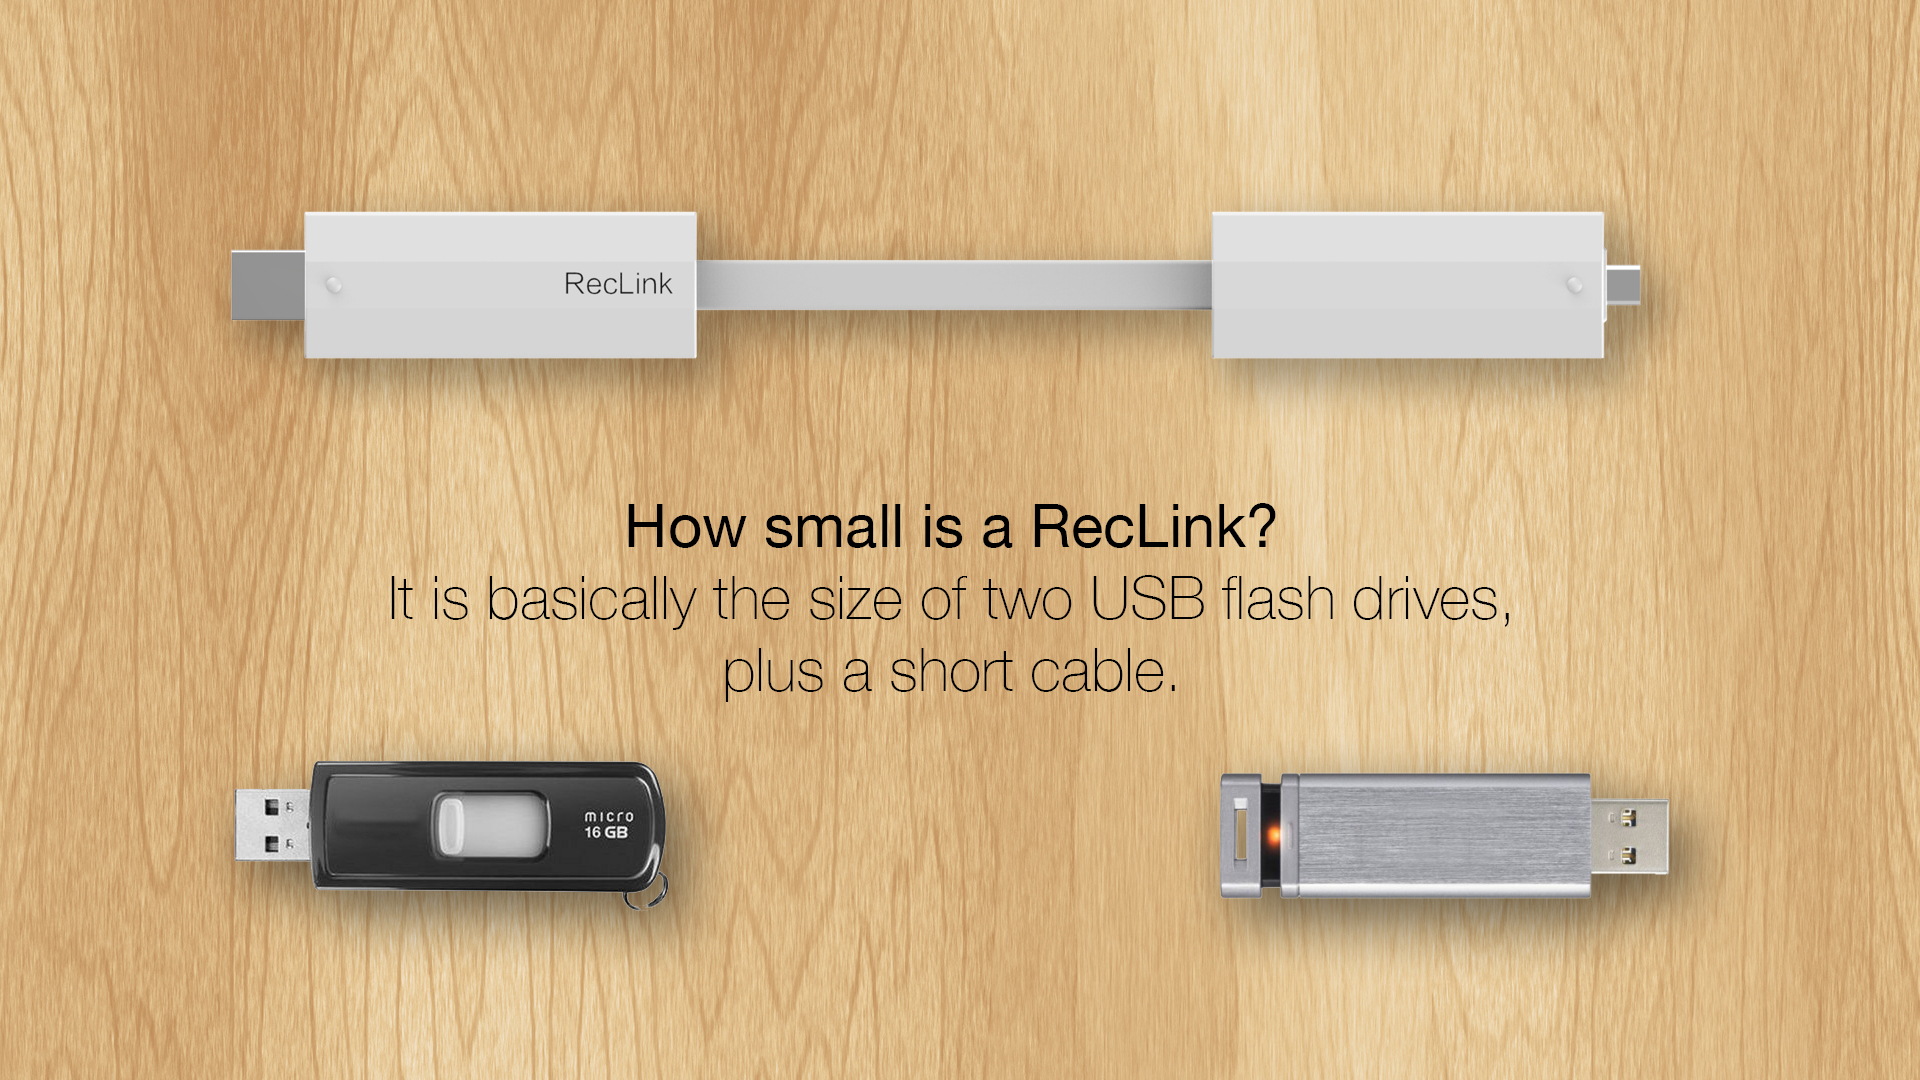 RecLink
How small is a RecLink?
It is basically the size of two USB flash drives,
plus a short cable.
micro
16 GB